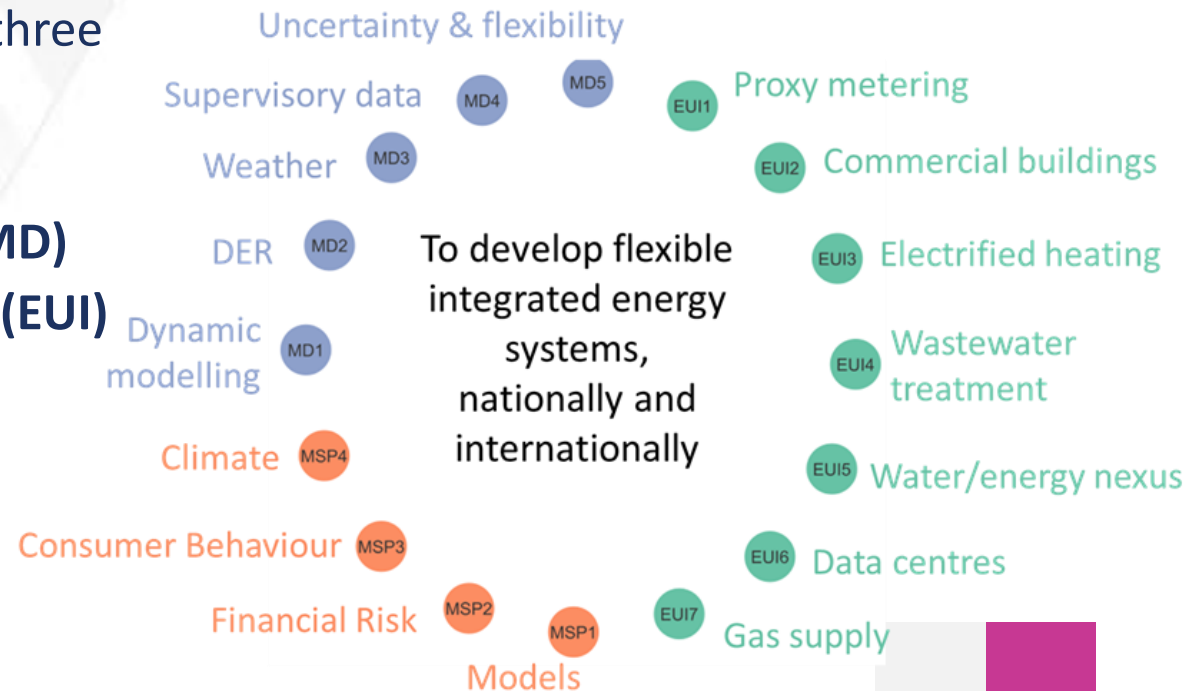 three
MD)
(EUI)
Uncertainty & flexibility
Supervisory data
MD4
MD5
Weather
MD3
DER
MD2
Dynamic
modelling
MD1
Climate
MSP4
Consumer Behaviour
MSP3
Financial Risk
MSP2
MSP1
Models
To develop flexible
integrated energy
systems,
nationally and
internationally
EUI1
Proxy metering
EUI2
Commercial buildings
EUI3
Electrified heating
EUI4
Wastewater
treatment
EUI5
Water/energy nexus
EUI6
Data centres
EUI7
Gas supply